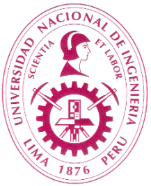 UNIVERSIDAD NACIONAL DE INGENIERIA
SCIENTIA ET LABOR
LIMA 1876 PERU